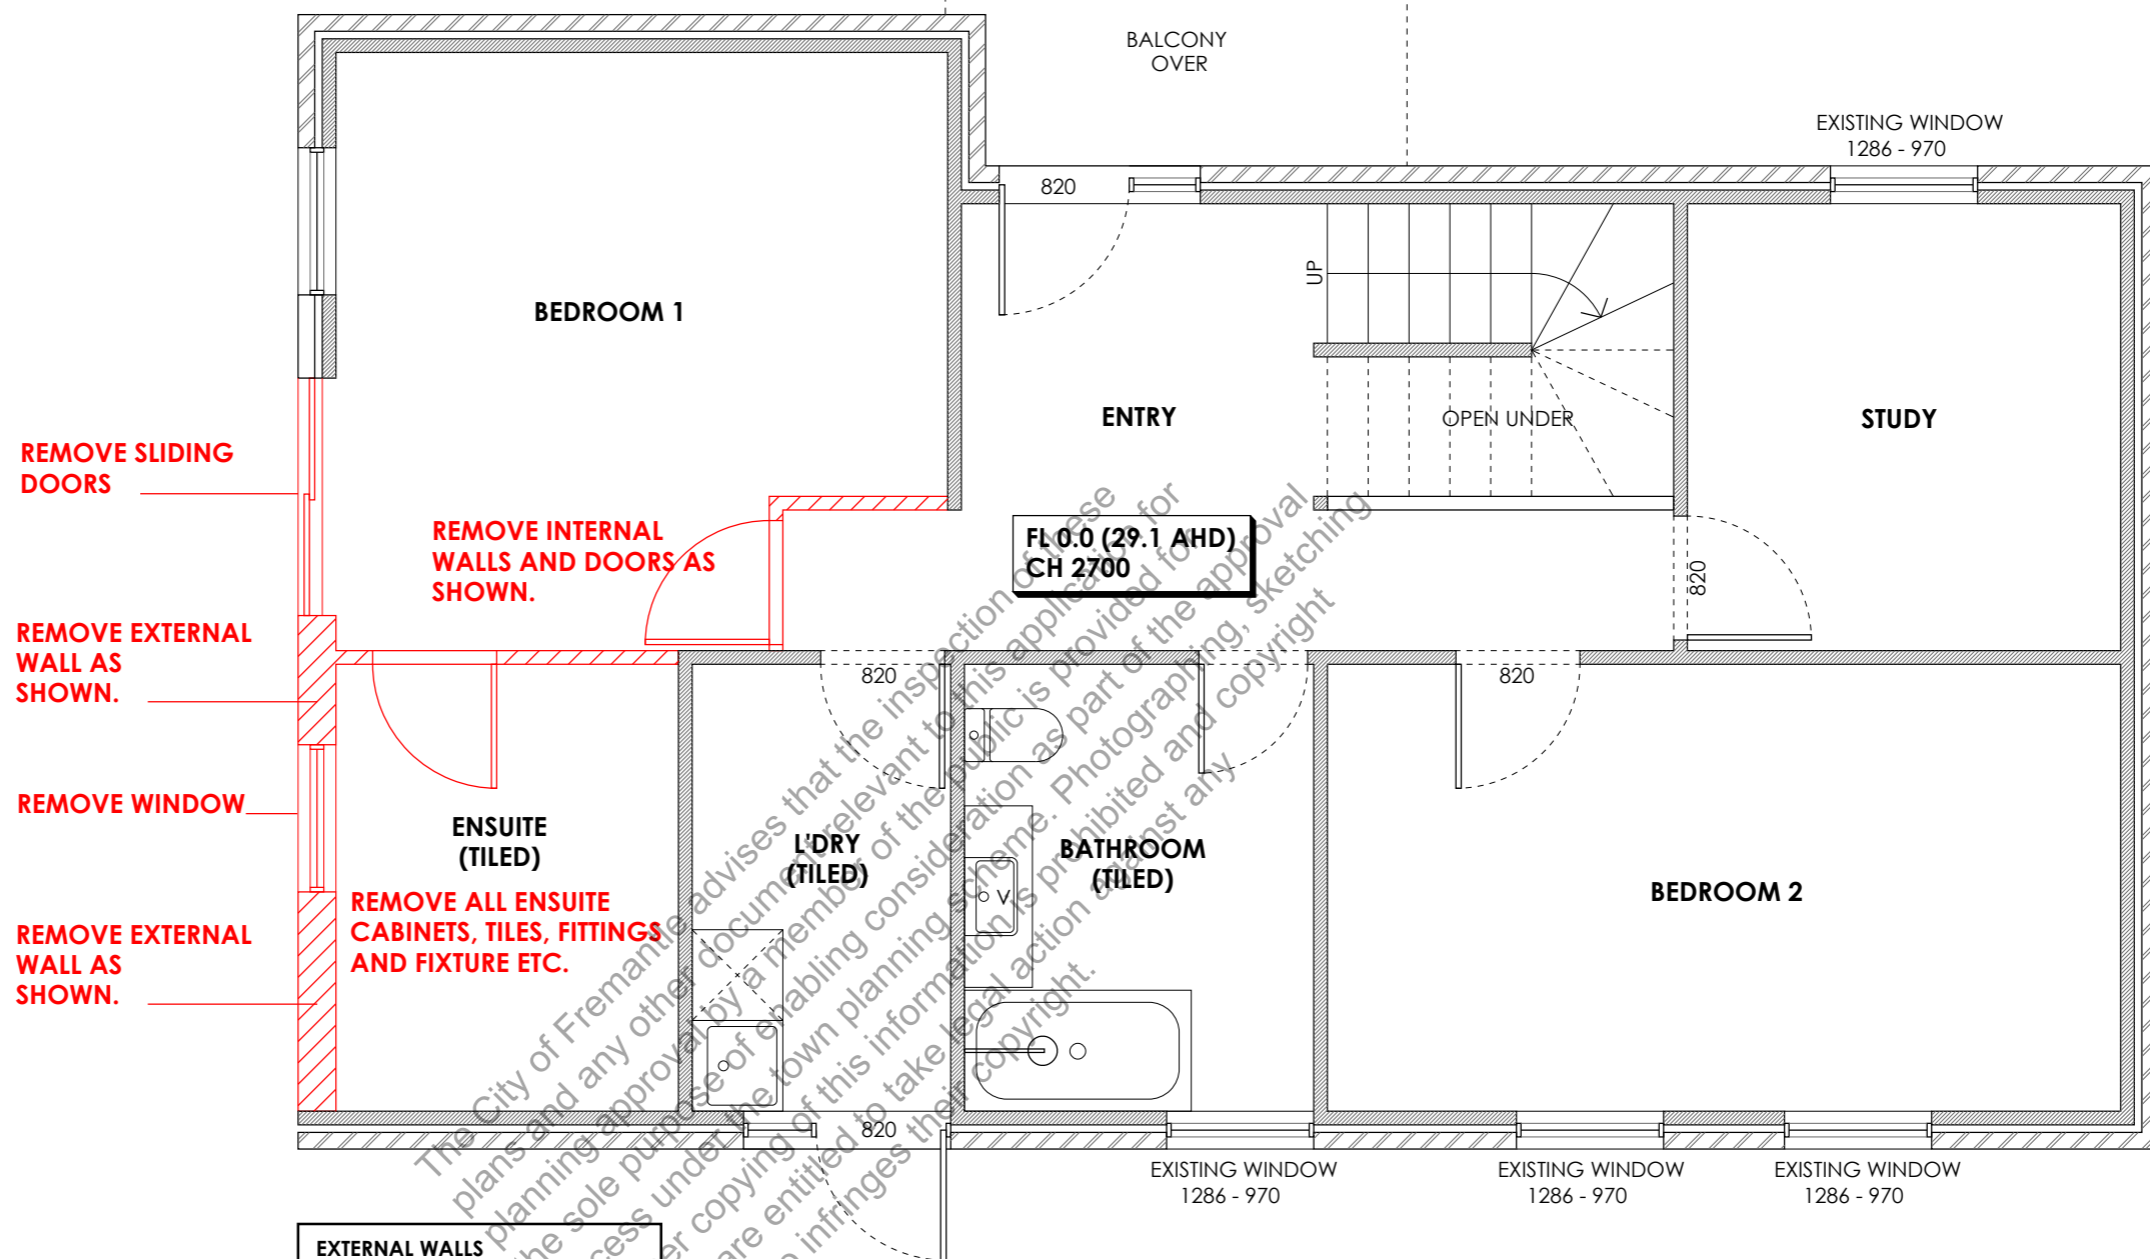 BALCONY
OVER
EXISTING WINDOW
1286 - 970
820
UP
BEDROOM 1
ENTRY
OPEN UNDER
STUDY
REMOVE SLIDING
DOORS
REMOVE INTERNAL
WALLS AND DOORS AS
SHOWN.
FL 0.0 (29.1 AHD)
CH 2700
820
REMOVE EXTERNAL
WALL AS
SHOWN.
820
820
REMOVE WINDOW
ENSUITE
(TILED)
L'DRY
(TILED)
BATHROOM
(TILED)
V
BEDROOM 2
REMOVE ALL ENSUITE
CABINETS, TILES, FITTINGS
AND FIXTURE ETC.
REMOVE EXTERNAL
WALL AS
SHOWN.
820
EXISTING WINDOW
1286 - 970
EXISTING WINDOW
1286 - 970
EXISTING WINDOW
1286 - 970
EXTERNAL WALLS
The City of Fremantle advises that the inspection of these
plans and any other document relevant to this application for
planning approval by a member of the public is provided for
the sole purpose of enabling consideration as part of the approval
process under the town planning scheme. Photographing, sketching
or other copying of this information is prohibited and copyright
are entitled to take legal action against any
infringes their copyright.